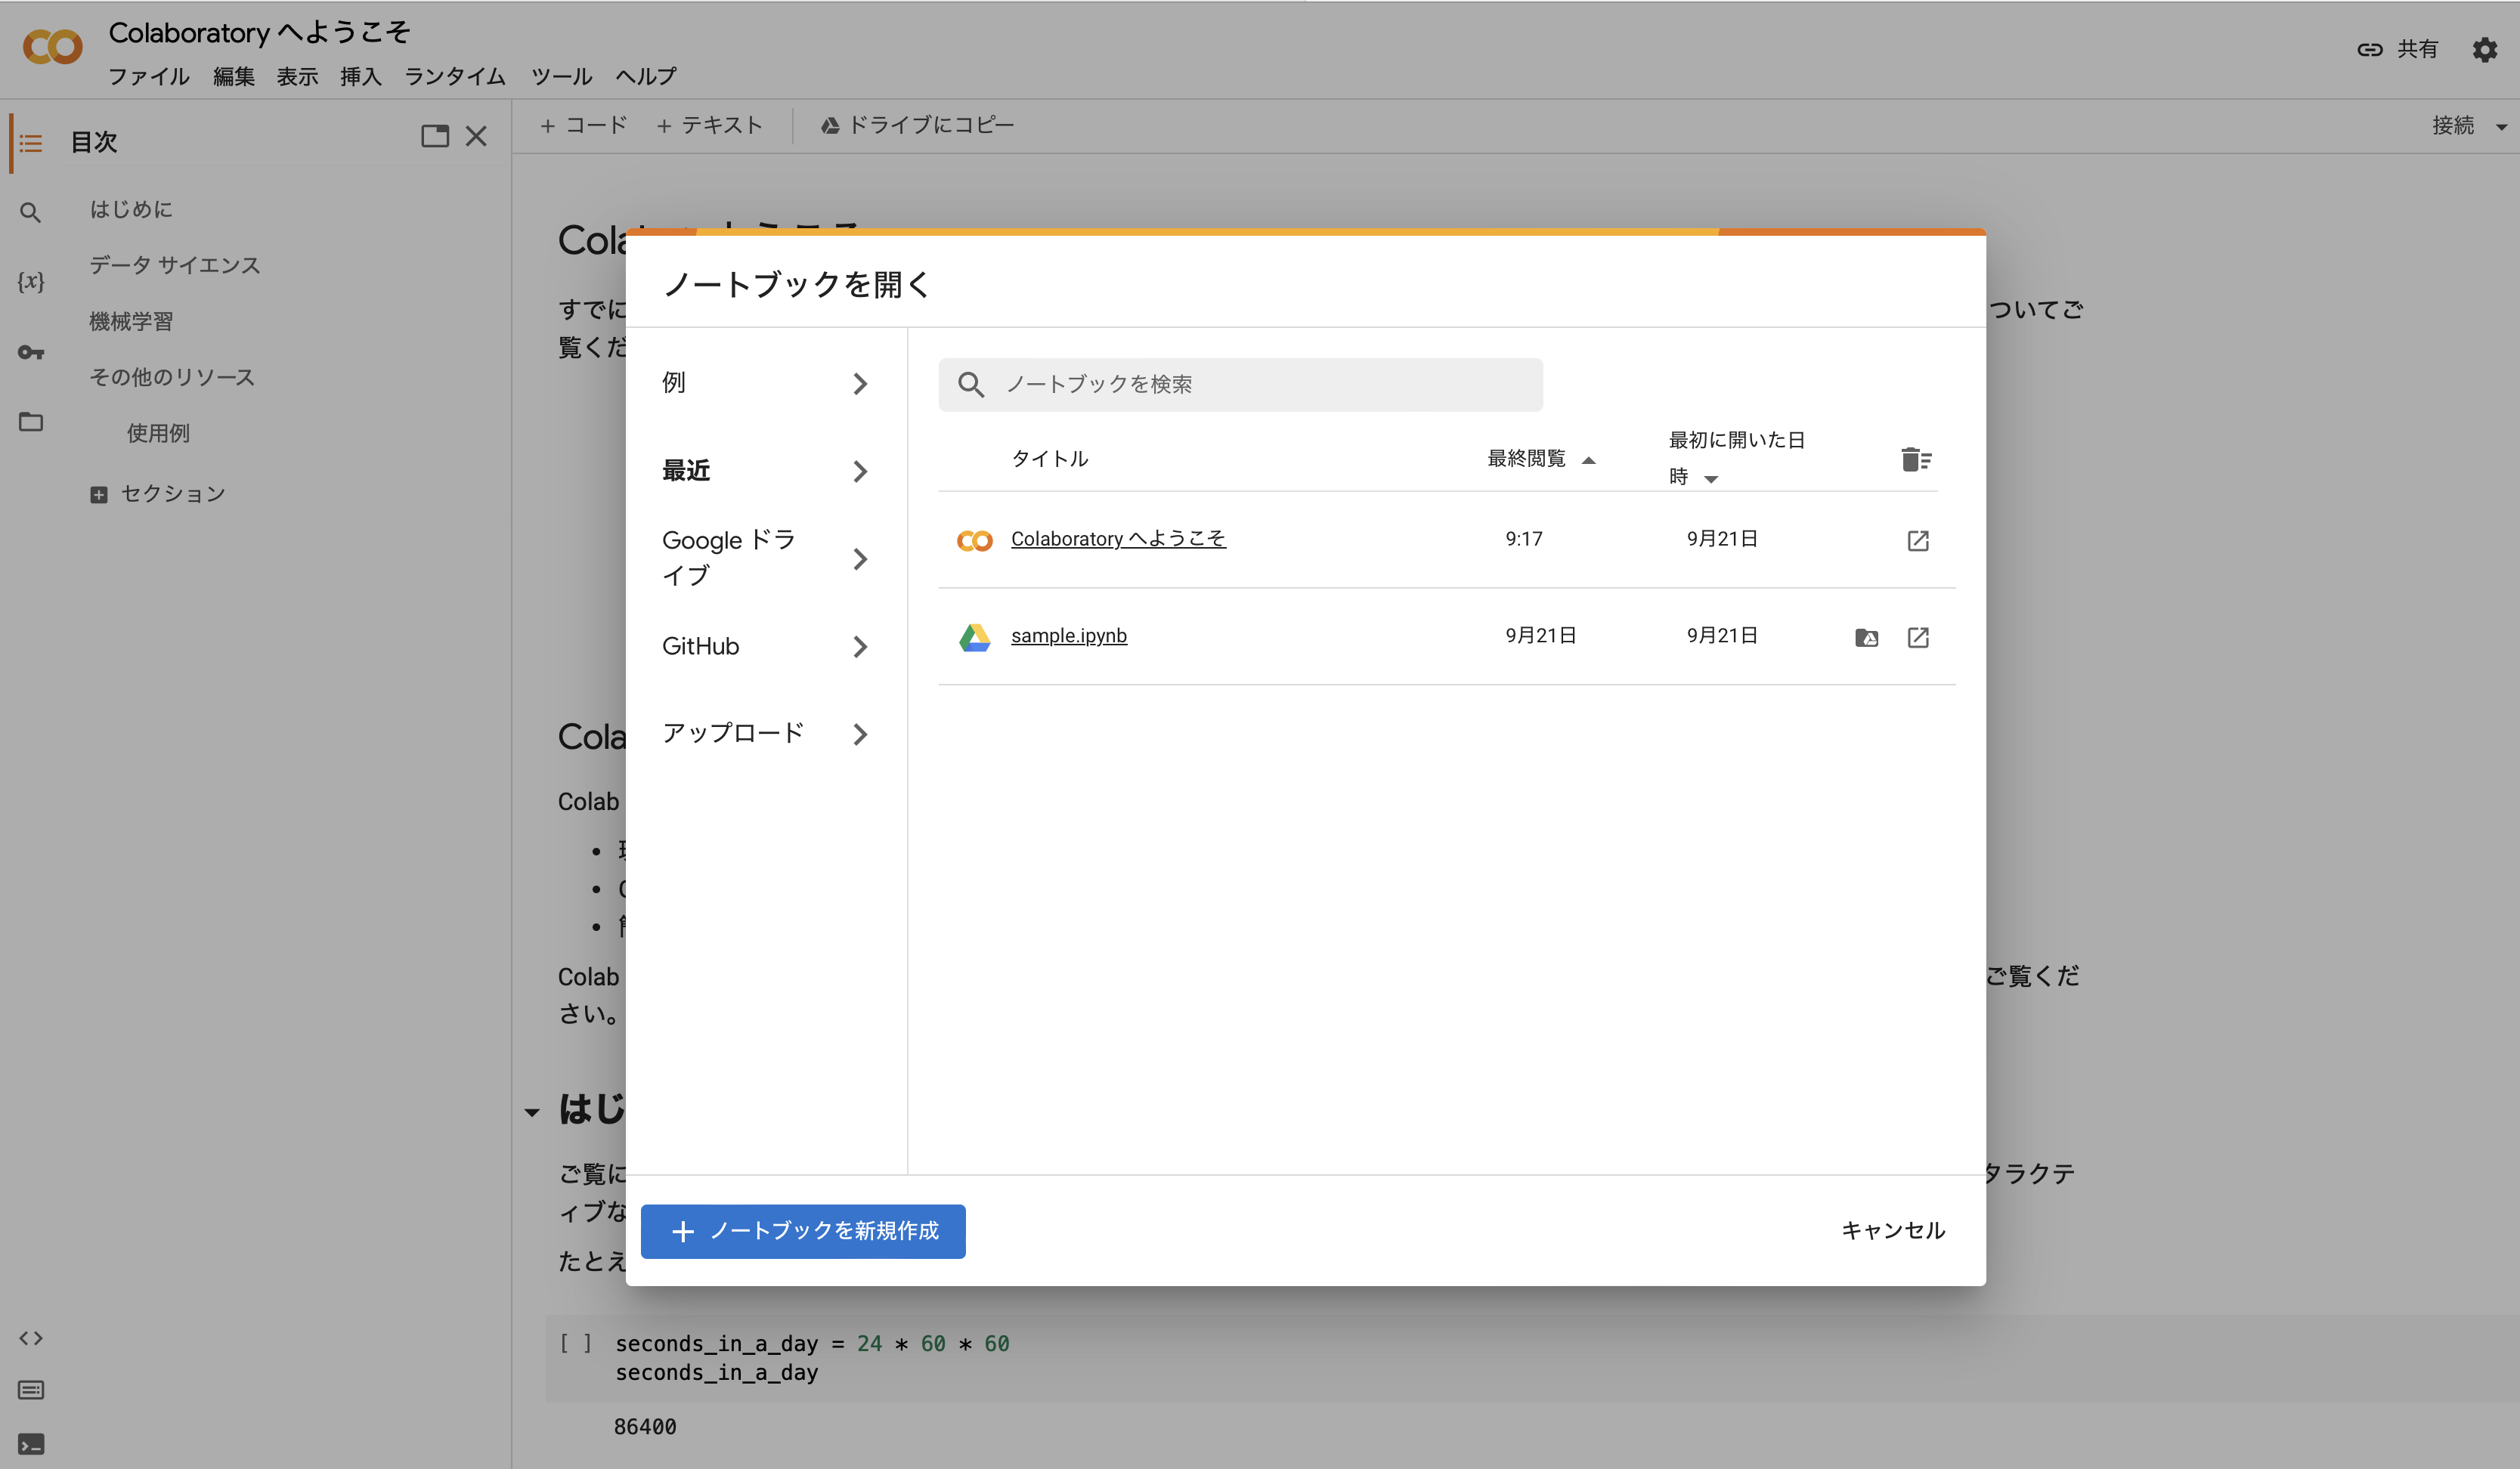 Colaboratory へようこそ
ファイル 編集 表示 挿入 ランタイム ツール ヘルプ
共有
目次
はじめに
データ サイエンス
機械学習
その他のリソース
使用例
セクション
+ コード + テキスト ドライブにコピー
接続
すでに
ついてご
覧くだ
Colab
Colab
ご覧くだ
さい。
はじ
ご覧に
タラクテ
ィブな
たとえ
[ ] seconds_in_a_day = 24 * 60 * 60
seconds_in_a_day
86400
{x}
ノートブックを開く
例
最近
Google ドラ
イブ
GitHub
アップロード
ノートブックを検索
タイトル 最終閲覧 最初に開いた日
時
Colaboratory へようこそ 9:17 9月21日
sample.ipynb 9月21日 9月21日
+ ノートブックを新規作成
キャンセル